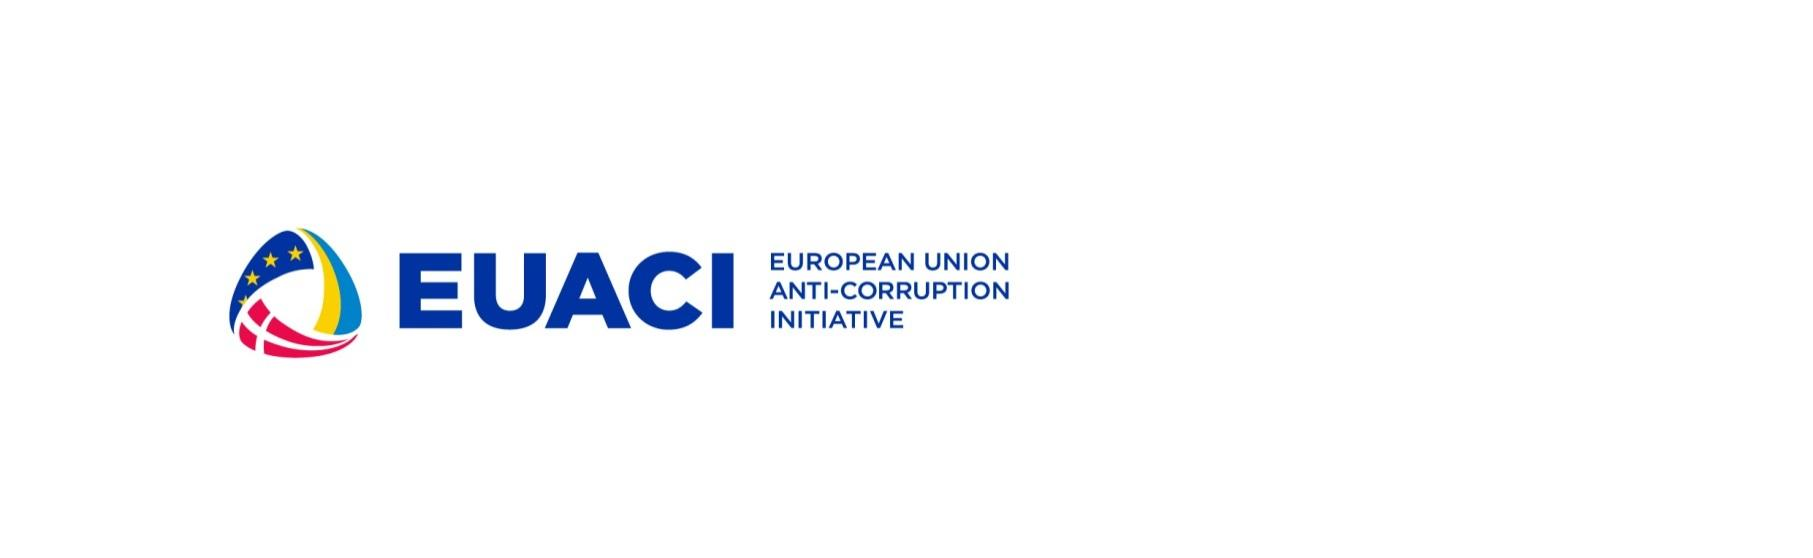 EUACI
EUROPEAN UNION
ANTI-CORRUPTION
INITIATIVE